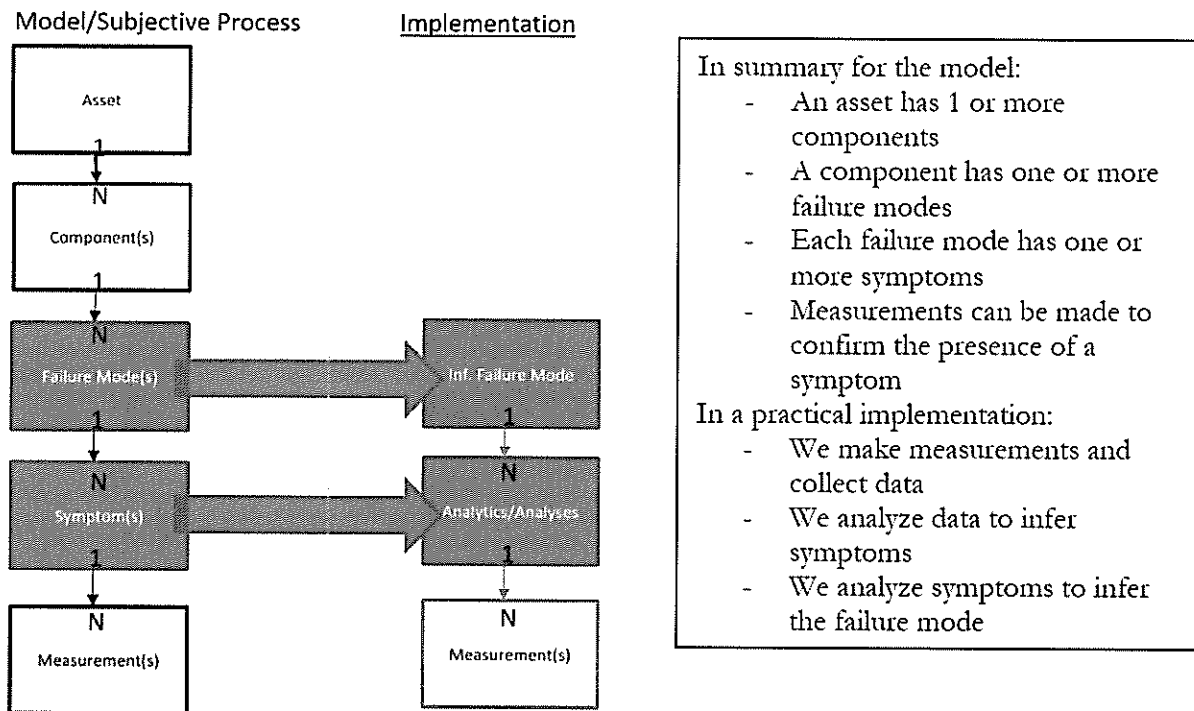 Model/Subjective Process
Implementation
Asset
1
N
Component(s)
1
N
Failure Mode(s)
Inf. Failure Mode
1
1
N
N
Symptom(s)
Analytics/Analyses
1
1
N
N
Measurement(s)
Measurement(s)
In summary for the model:
- An asset has 1 or more
components
- A component has one or more
failure modes
- Each failure mode has one or
more symptoms
- Measurements can be made to
confirm the presence of a
symptom
In a practical implementation:
- We make measurements and
collect data
- We analyze data to infer
symptoms
- We analyze symptoms to infer
the failure mode